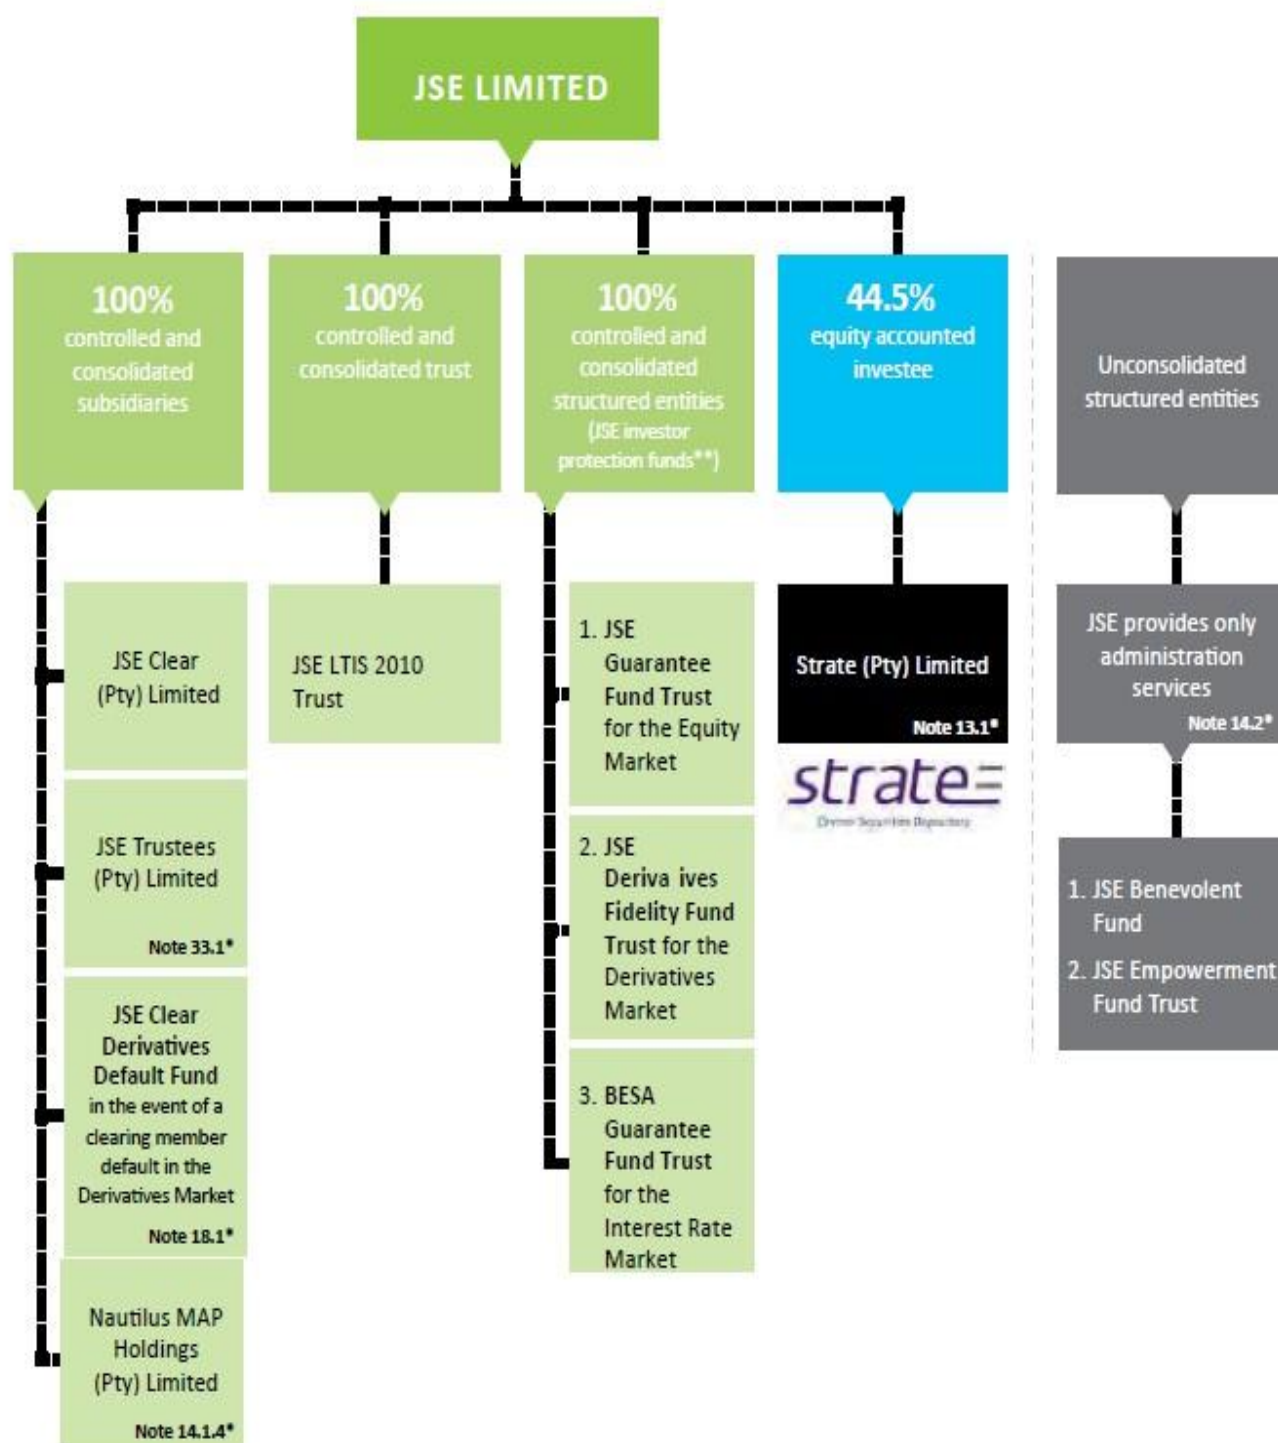 JSE LIMITED
100%
controlled and
consolidated
subsidiaries
100%
controlled and
consolidated trust
100%
controlled and
consolidated
structured entities
(JSE investor
protection funds**)
44.5%
equity accounted
investee
Unconsolidated
structured entities
JSE Clear
(Pty) Limited
JSE Trustees
(Pty) Limited
Note 33.1*
JSE Clear
Derivatives
Default Fund
in the event of a
clearing member
default in the
Derivatives Market
Note 18.1*
Nautilus MAP
Holdings
(Pty) Limited
Note 14.1.4*
JSE LTIS 2010
Trust
1. JSE
Guarantee
Fund Trust
for the Equity
Market
2. JSE
Deriva ives
Fidelity Fund
Trust for the
Derivatives
Market
3. BESA
Guarantee
Fund Trust
for the
Interest Rate
Market
Strate (Pty) Limited
Note 13.1*
strate
Securities Depository
JSE provides only
administration
services
Note 14.2*
1. JSE Benevolent
Fund
2. JSE Empowerment
Fund Trust